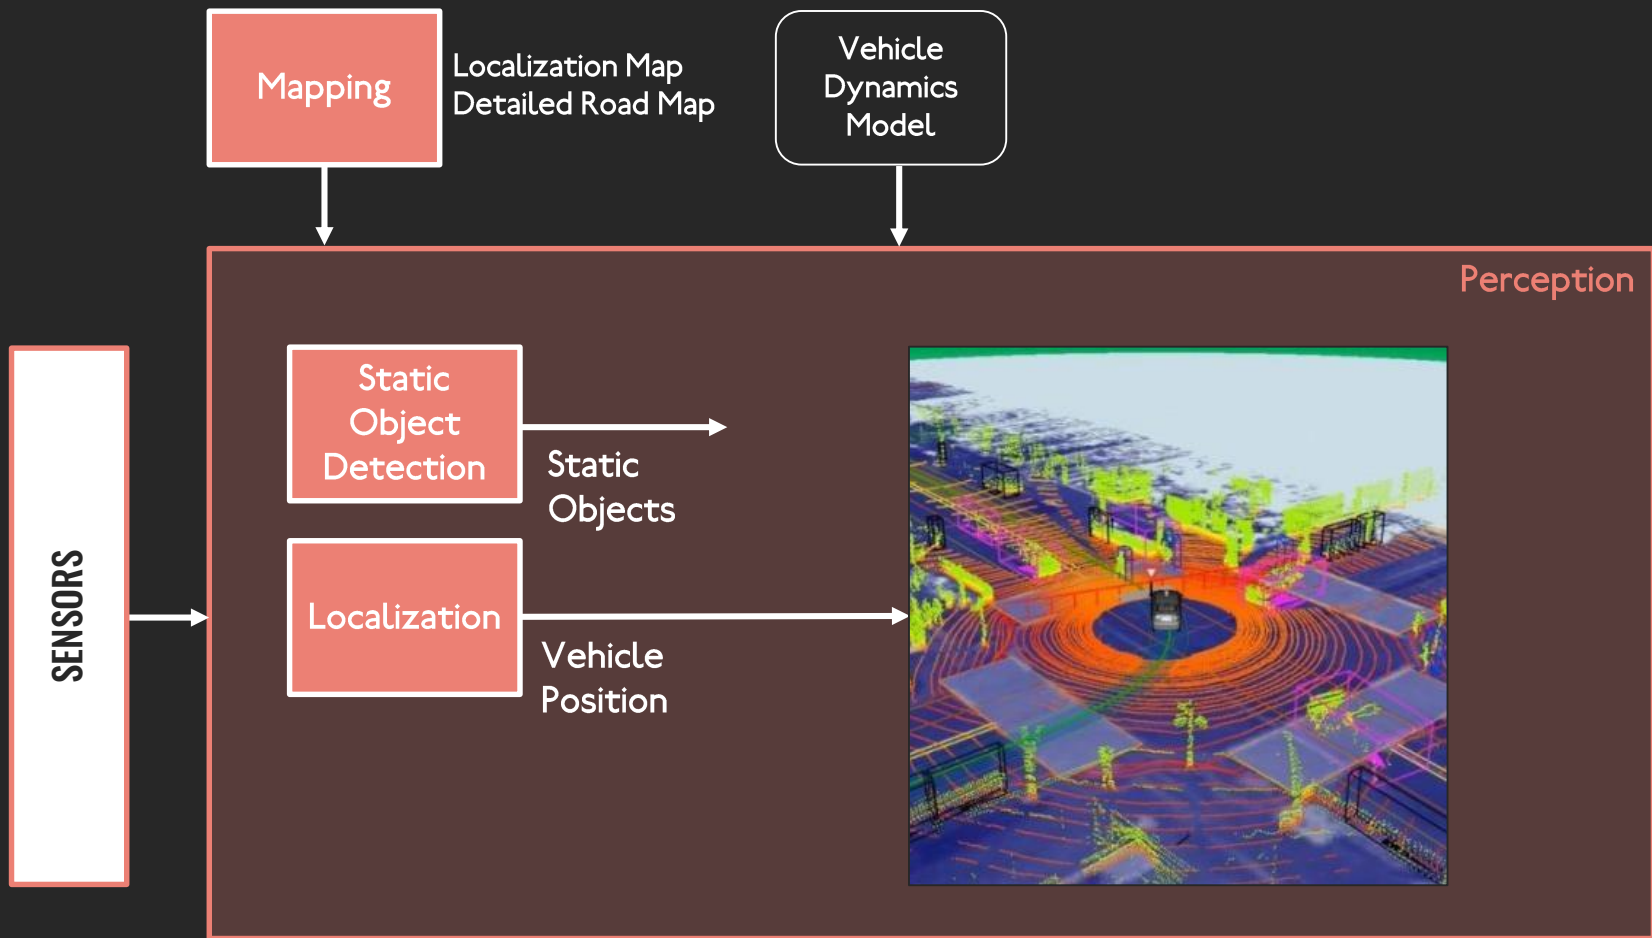 Mapping
Localization Map
Detailed Road Map
Vehicle
Dynamics
Model
Perception
SENSORS
Static
Object
Detection
Static
Objects
Localization
Vehicle
Position